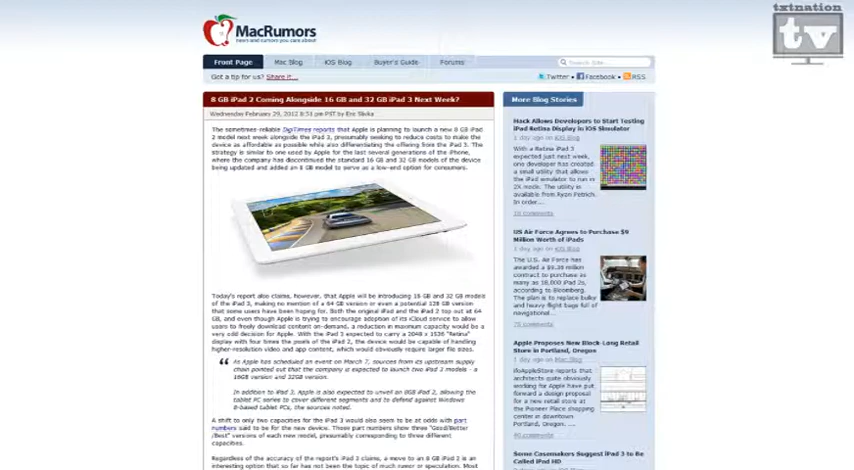 txtnation
tv
MacRumors
news and rumors you care about
Front Page
Mac Blog
iOS Blog
Buyer's Guide
Forums
Search Site...
Got a tip for us? Share it...
Twitter • Facebook • RSS
8 GB iPad 2 Coming Alongside 16 GB and 32 GB iPad 3 Next Week?
Wednesday February 29, 2012 8:51 pm PST by Eric Slivka
The sometimes-reliable DigiTimes reports that Apple is planning to launch a new 8 GB iPad
2 model next week alongside the iPad 3, presumably seeking to reduce costs to make the
device as affordable as possible while also differentiating the offering from the iPad 3. The
strategy is similar to one used by Apple for the last several generations of the iPhone,
where the company has discontinued the standard 16 GB and 32 GB models of the device
being updated and added an 8 GB model to serve as a low-end option for consumers.
Today's report also claims, however, that Apple will be introducing 16 GB and 32 GB models
of the iPad 3, making no mention of a 64 GB version or even a potential 128 GB version
that some users have been hoping for. Both the original iPad and the iPad 2 top out at 64
GB, and even though Apple is trying to encourage adoption of its iCloud service to allow
users to freely download content on-demand, a reduction in maximum capacity would be a
very odd decision for Apple. With the iPad 3 expected to carry a 2048 x 1536 "Retina"
display with four times the pixels of the iPad 2, the device would be capable of handling
higher-resolution video and app content, which would obviously require larger file sizes.
As Apple has scheduled an event on March 7, sources from its upstream supply
chain pointed out that the company is expected to launch two iPad 3 models - a
16GB version and 32GB version.
In addition to iPad 3, Apple is also expected to unveil an 8GB iPad 2, allowing the
tablet PC series to cover different segments and to defend against Windows
8-based tablet PCs, the sources noted.
A shift to only two capacities for the iPad 3 would also seem to be at odds with part
numbers said to be for the new device. Those part numbers show three "Good/Better
/Best" versions of each new model, presumably corresponding to three different
capacities.
Regardless of the accuracy of the report's iPad 3 claims, a move to an 8 GB iPad 2 is an
interesting option that so far has not been the topic of much rumor or speculation. Most
More Blog Stories
Hack Allows Developers to Start Testing
iPad Retina Display in iOS Simulator
1 day ago on iOS Blog
With a Retina iPad 3
expected just next week,
one developer has
created a small utility that
allows the iPad
emulator to run in
2X mode. The utility is
available from Ryan Petrich.
In order...
comments
US Air Force Agrees to Purchase $9
Million Worth of iPads
1 day ago on iOS Blog
The U.S. Air Force has
awarded a $9.36 million
contract to purchase as
many as 18,000 iPad 2s,
according to Bloomberg.
The plan is to replace bulky
and heavy flight bags full of
navigational...
comments
Apple Proposes New Block-Long Retail
Store in Portland, Oregon
1 day ago on Mac Blog
ifoAppleStore reports that
architects quite obviously
working for Apple have put
forward a design proposal
for a new retail store at
the Pioneer Place shopping
center in downtown
Portland, Oregon. ...
comments
Some Casemakers Suggest iPad 3 to Be
Called iPad HD